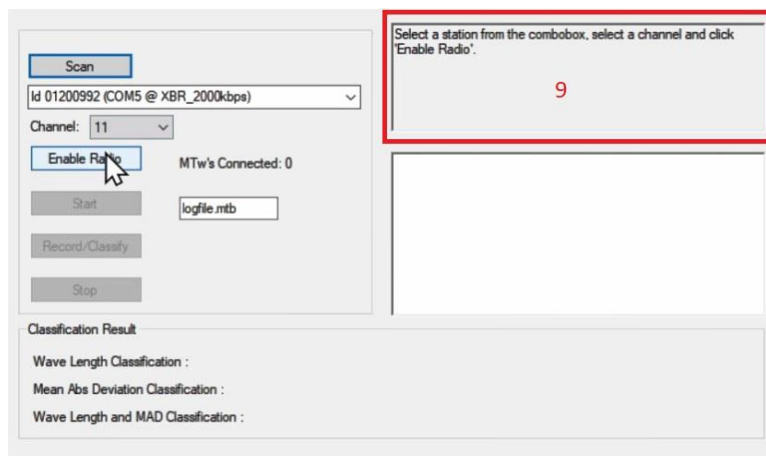 Scan
Id 01200992 (COM5 @ XBR_2000kbps)
Channel: 11
Enable Radio
MTw's Connected: 0
Start
logfile.mtb
Record/Classify
Stop
Select a station from the combobox, select a channel and click
'Enable Radio'.
9
Classification Result
Wave Length Classification :
Mean Abs Deviation Classification :
Wave Length and MAD Classification :